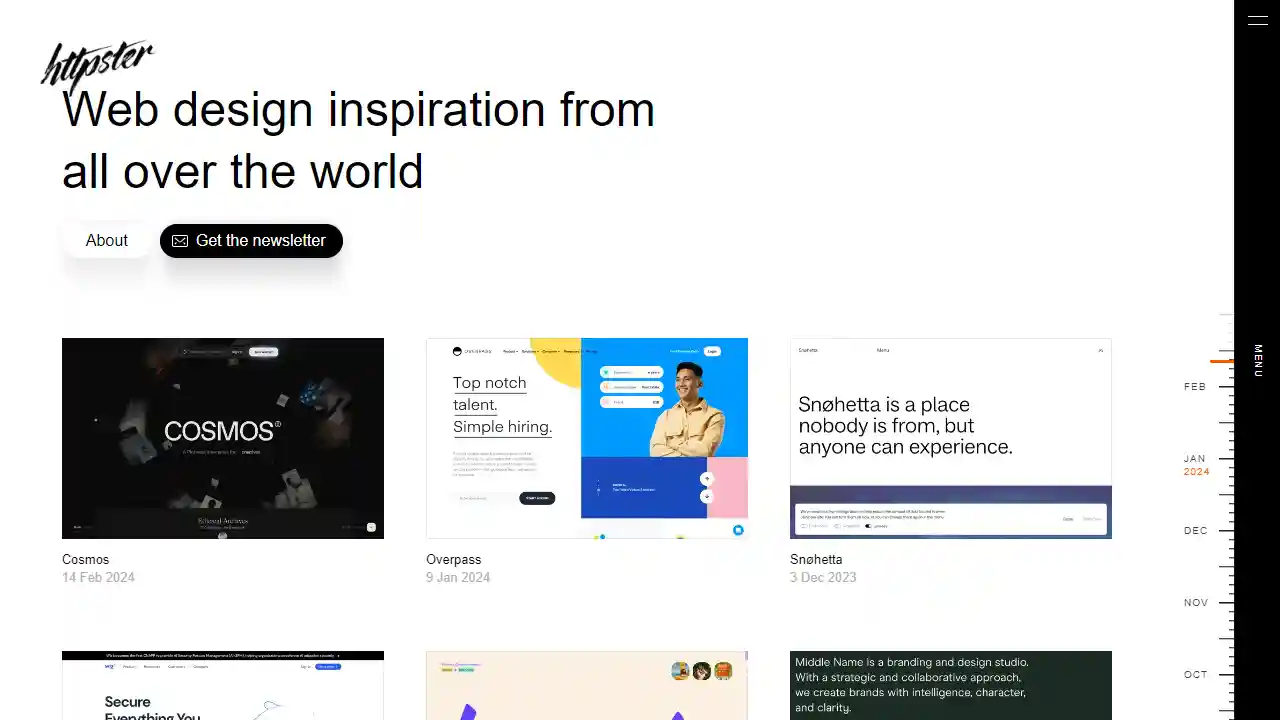 httpster
Web design inspiration from
all over the world
About
Get the newsletter
MENU
FEB
JAN
2024
DEC
NOV
OCT
COSMOS®
Ethereal Archives
Cosmos
14 Feb 2024
Login
Top notch
talent.
Simple hiring.
Overpass
9 Jan 2024
Snøhetta
Menu
Snøhetta is a place
nobody is from, but
anyone can experience.
Snøhetta
3 Dec 2023
Secure
Everything You
Middle Name is a branding and design studio.
With a strategic and collaborative approach,
we create brands with intelligence, character,
and clarity.